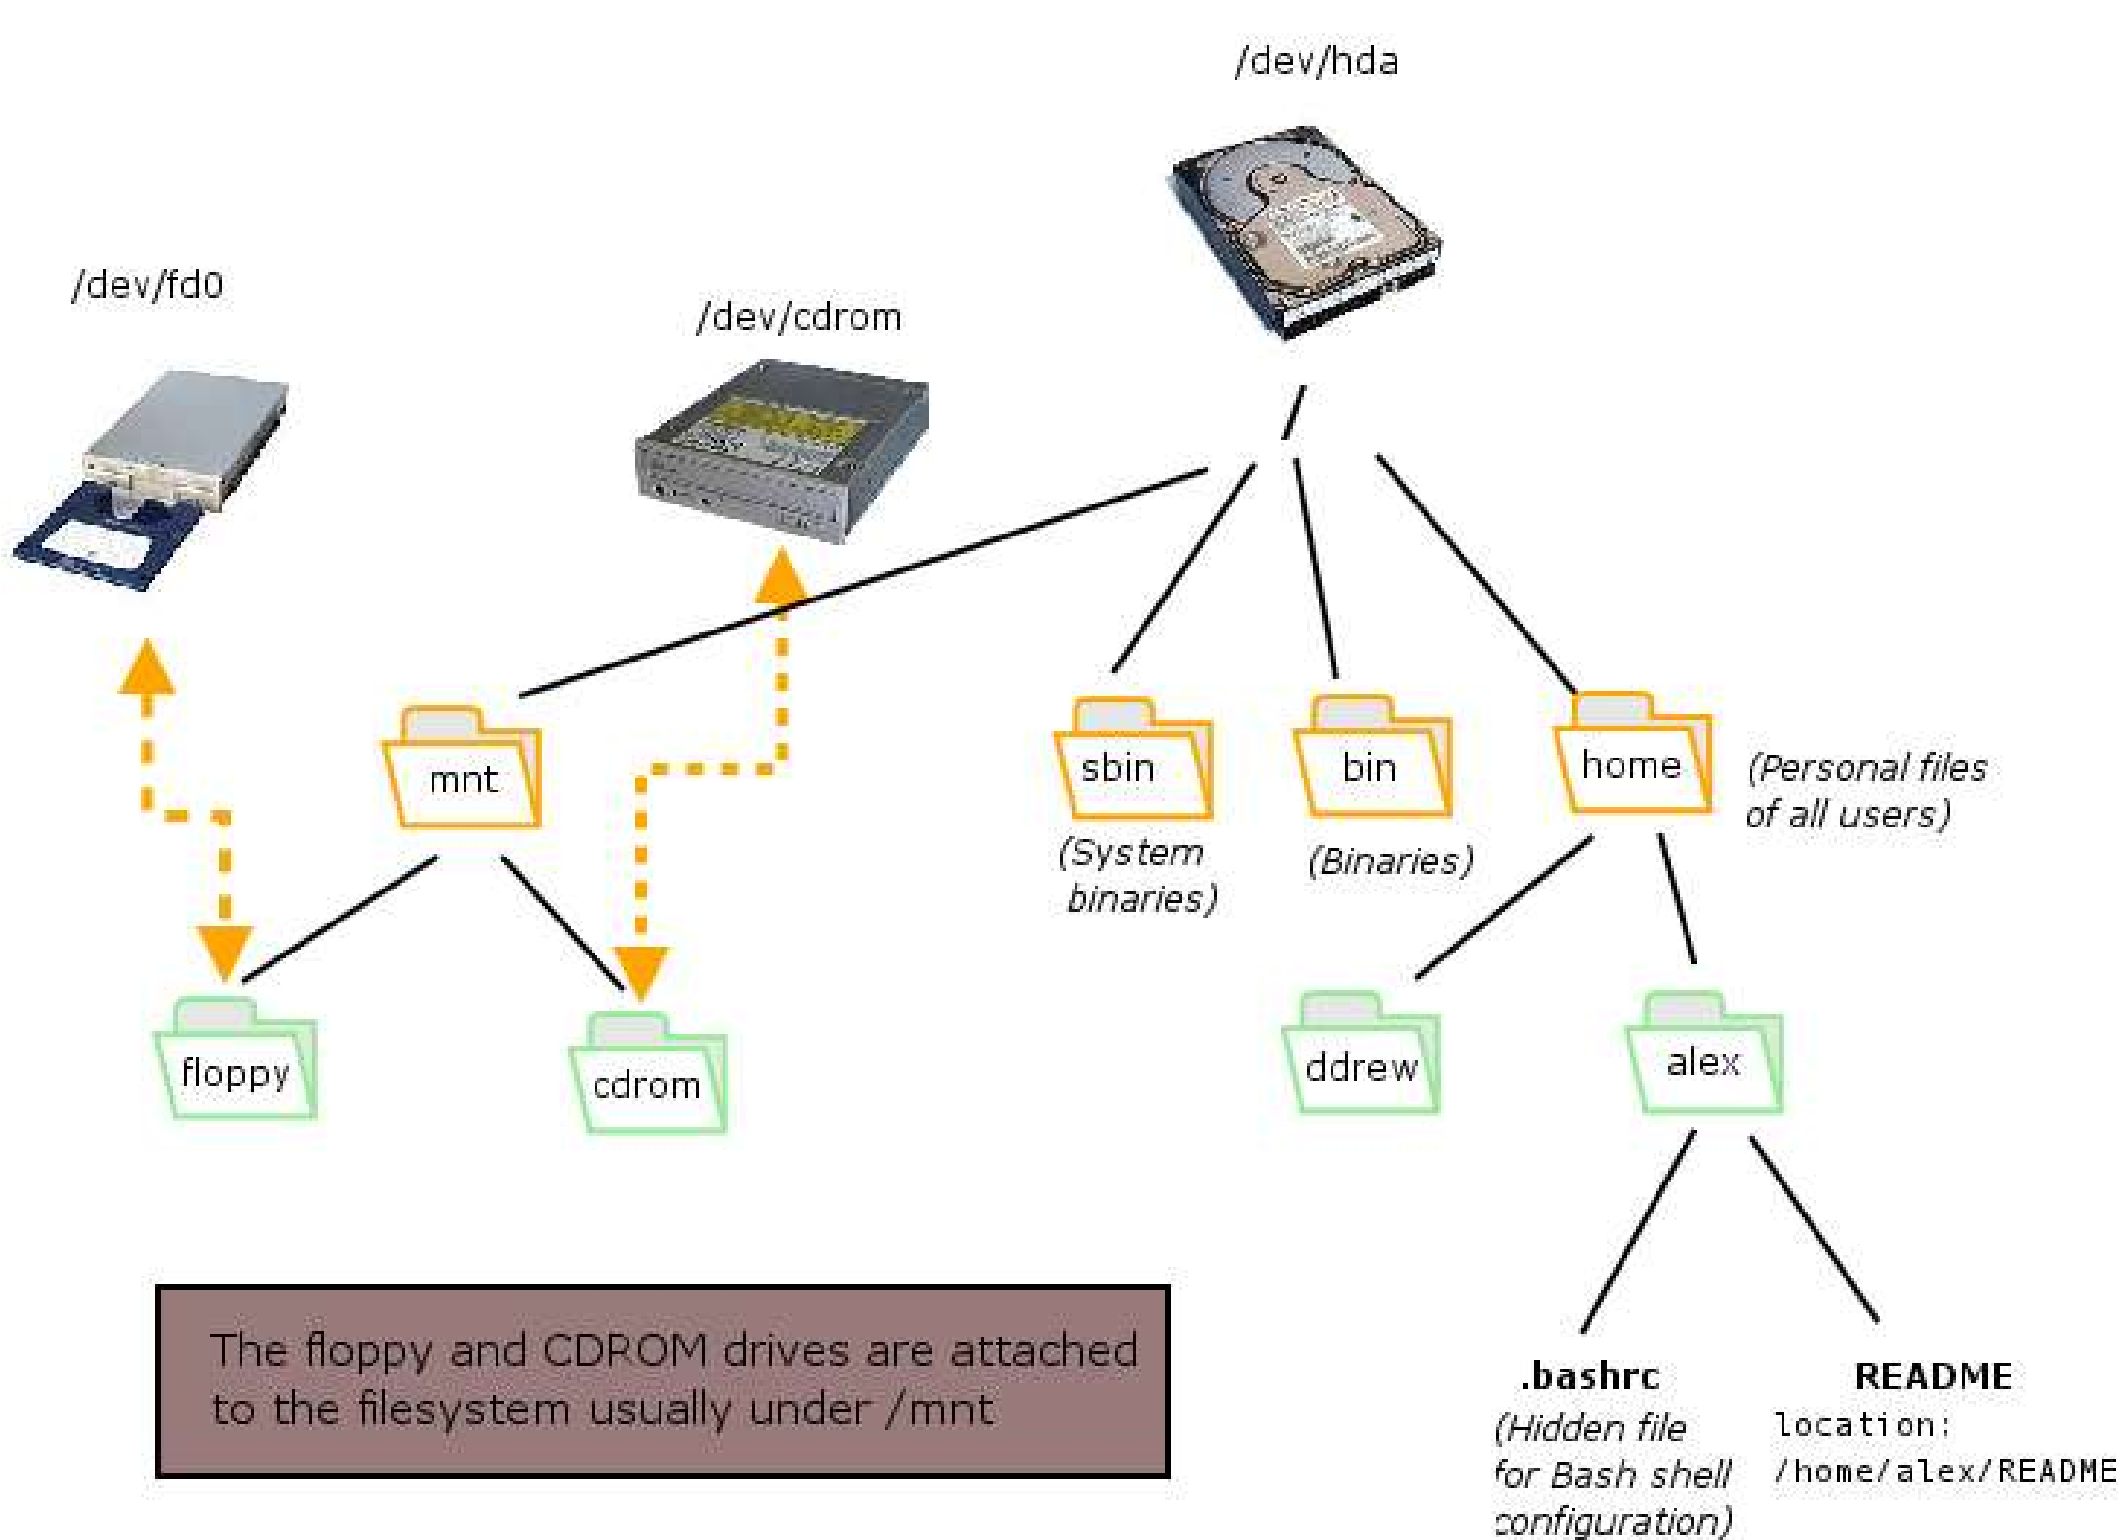 /dev/hda
/dev/fd0
/dev/cdrom
mnt
sbin
bin
home
(Personal files
of all users)
(System
binaries)
(Binaries)
floppy
cdrom
ddrew
alex
The floppy and CDROM drives are attached
to the filesystem usually under /mnt
.bashrc
(Hidden file
for Bash shell
configuration)
README
location:
/home/alex/README